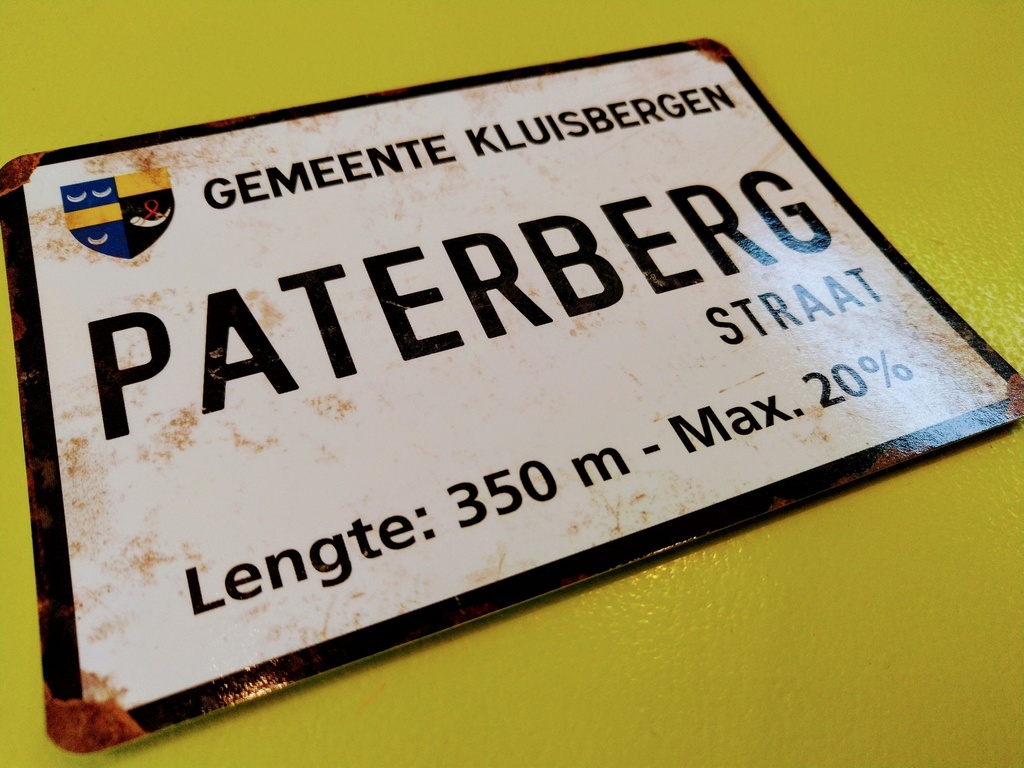 GEMEENTE KLUISBERGEN
PATERBERG
STRAAT
Lengte: 350 m - Max. 20%